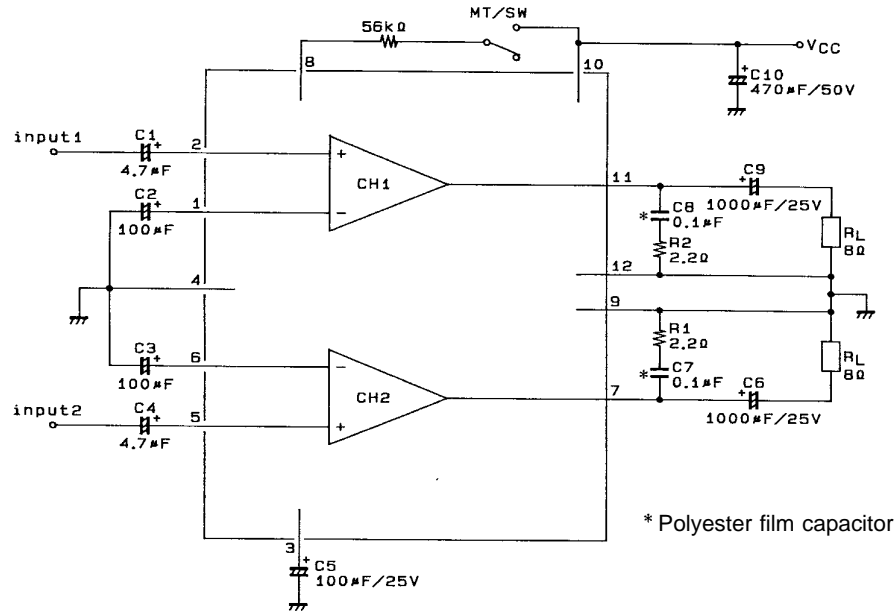 MT/SW
56kΩ
8
10
VCC
+
C10
470µF/50V
input1
C1
+
4.7µF
2
+
CH1
11
+
C9
1000µF/25V
C2
+
100µF
1
−
* C8
0.1µF
R2
2.2Ω
RL
8Ω
4
12
9
C3
+
100µF
6
−
CH2
R1
2.2Ω
* C7
0.1µF
RL
8Ω
7
+
C6
1000µF/25V
input2
C4
+
4.7µF
5
+
3
+
C5
100µF/25V
* Polyester film capacitor